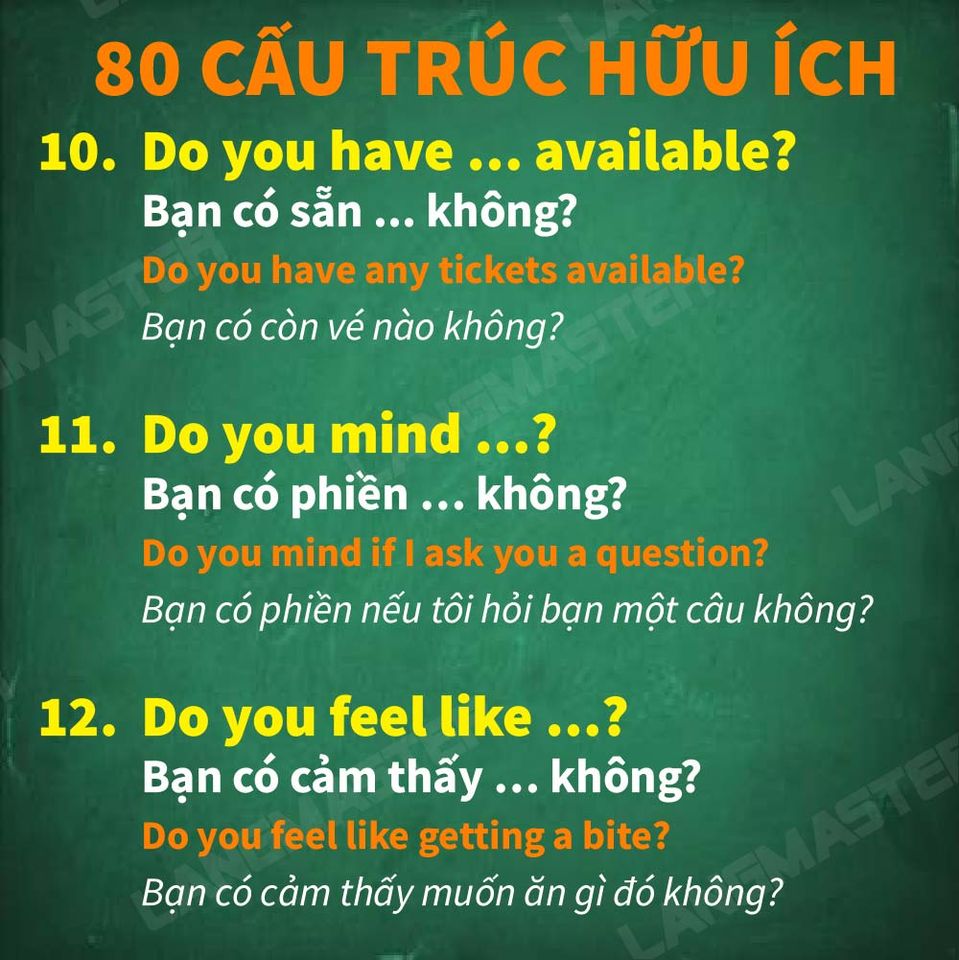 80 CẤU TRÚC HỮU ÍCH
10. Do you have ... available?
Bạn có sẵn ... không?
Do you have any tickets available?
Bạn có còn vé nào không?
11. Do you mind ...?
Bạn có phiền ... không?
Do you mind if I ask you a question?
Bạn có phiền nếu tôi hỏi bạn một câu không?
12. Do you feel like ...?
Bạn có cảm thấy ... không?
Do you feel like getting a bite?
Bạn có cảm thấy muốn ăn gì đó không?
LANGMASTER
LANGMASTER
LANGMASTER
LANGMASTER